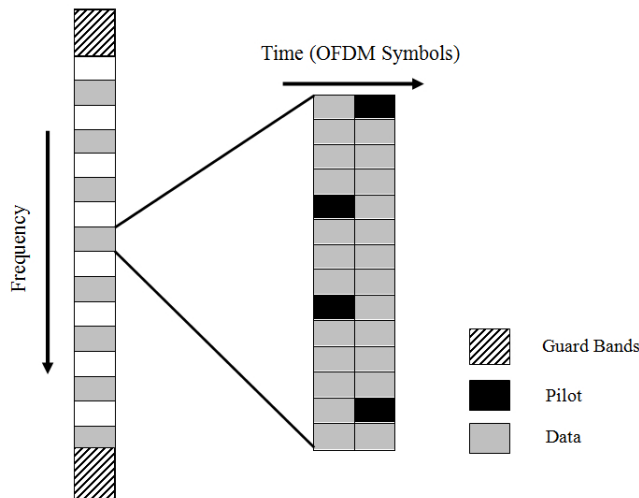 Time (OFDM Symbols)
Frequency
Guard Bands
Pilot
Data